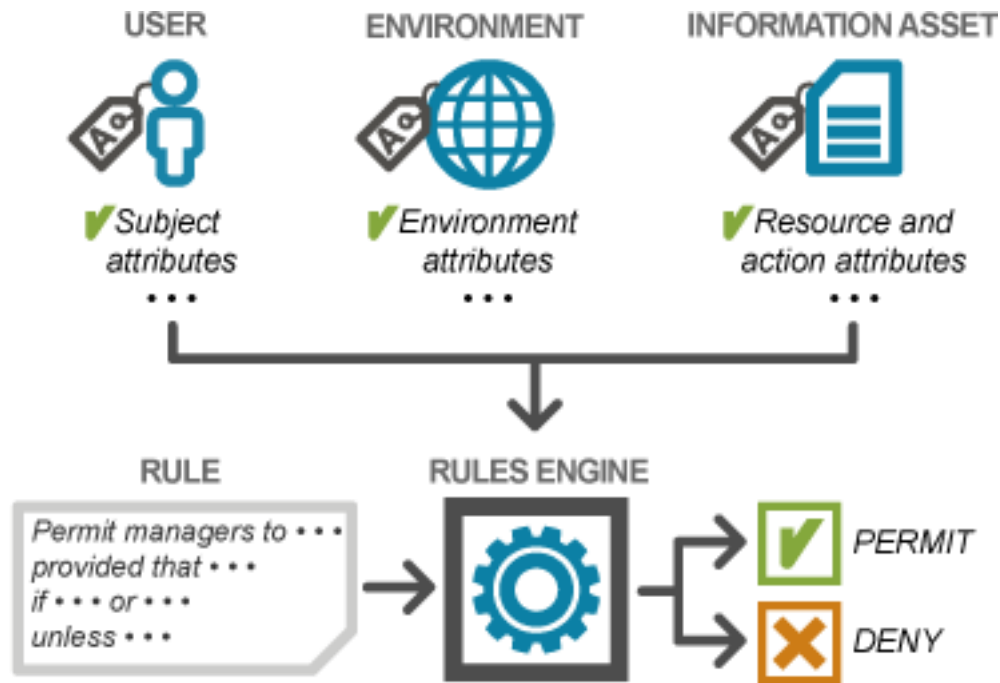 USER
ENVIRONMENT
INFORMATION ASSET
A
A
A
✔Subject
attributes
• • •
✔Environment
attributes
• • •
✔Resource and
action attributes
• • •
RULE
RULES ENGINE
Permit managers to • • •
provided that • • •
if • • • or • • •
unless • • •
PERMIT
DENY